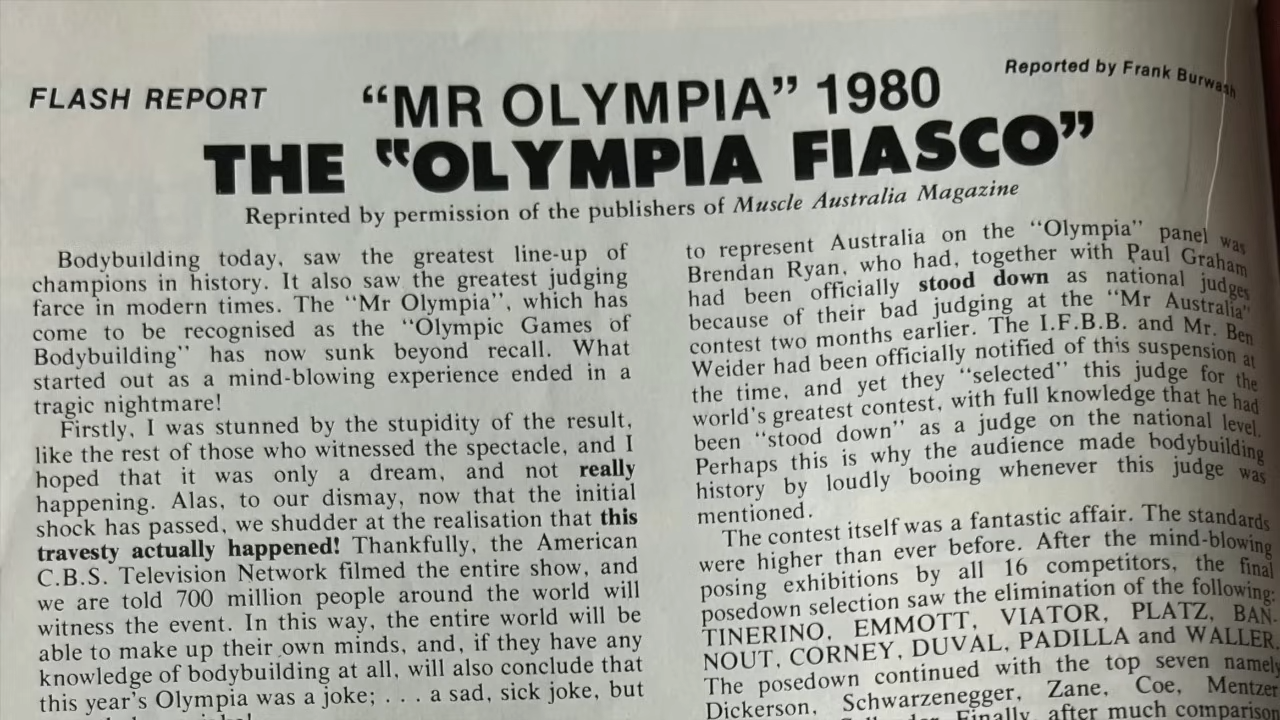 FLASH REPORT
"MR OLYMPIA" 1980
Reported by Frank Burwash
THE "OLYMPIA FIASCO"
Reprinted by permission of the publishers of Muscle Australia Magazine
Bodybuilding today, saw the greatest line-up of
champions in history. It also saw the greatest judging
farce in modern times. The "Mr Olympia", which has
come to be recognised as the "Olympic Games of
Bodybuilding" has now sunk beyond recall. What
started out as a mind-blowing experience ended in a
tragic nightmare!
Firstly, I was stunned by the stupidity of the result,
like the rest of those who witnessed the spectacle, and I
hoped that it was only a dream, and not really
happening. Alas, to our dismay, now that the initial
shock has passed, we shudder at the realisation that this
travesty actually happened! Thankfully, the American
C.B.S. Television Network filmed the entire show, and
we are told 700 million people around the world will
witness the event. In this way, the entire world will be
able to make up their own minds, and, if they have any
knowledge of bodybuilding at all, will also conclude that
this year's Olympia was a joke; . . . a sad, sick joke, but
to represent Australia on the "Olympia" panel was
Brendan Ryan, who had, together with Paul Graham
had been officially stood down as national judges
because of their bad judging at the "Mr Australia"
contest two months earlier. The I.F.B.B. and Mr. Ben
Weider had been officially notified of this suspension at
the time, and yet they "selected" this judge for the
world's greatest contest, with full knowledge that he had
been "stood down" as a judge on the national level.
Perhaps this is why the audience made bodybuilding
history by loudly booing whenever this judge was
mentioned.
The contest itself was a fantastic affair. The standards
were higher than ever before. After the mind-blowing
posing exhibitions by all 16 competitors, the final
posedown selection saw the elimination of the following:
TINERINO, EMMOTT, VIATOR, PLATZ, BAN-
NOUT, CORNEY, DUVAL, PADILLA and WALLER.
The posedown continued with the top seven namely
Dickerson, Schwarzenegger, Zane, Coe, Mentzer
Finally, after much comparison